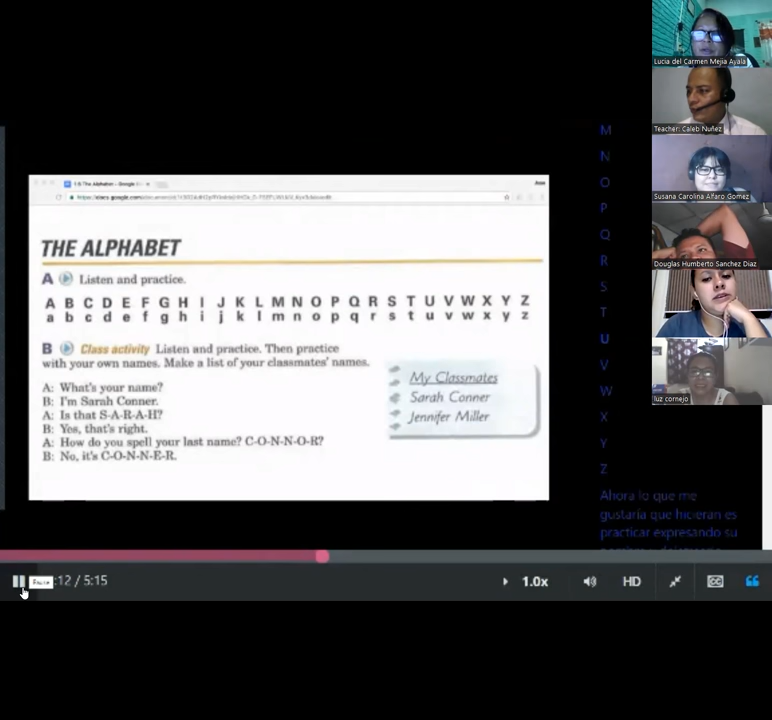 1.6 The Alphabet - Google
THE ALPHABET
A Listen and practice.
A B C D E F G H I J K L M N O P Q R S T U V W X Y Z
a b c d e f g h i j k l m n o p q r s t u v w x y z
B Class activity Listen and practice. Then practice
with your own names. Make a list of your classmates' names.
A: What's your name?
B: I'm Sarah Conner.
A: Is that S-A-R-A-H?
B: Yes, that's right.
A: How do you spell your last name? C-O-N-N-O-R?
B: No, it's C-O-N-N-E-R.
My Classmates
Sarah Conner
Jennifer Miller
M
N
O
P
Q
R
S
T
U
V
W
X
Y
Z
Ahora lo que me
gustaría que hicieran es
practicar expresando su
Pause
:12 / 5:15
1.0x
HD
CC
Lucia del Carmen Mejia Ayala
Teacher: Caleb Nuñez
Susana Carolina Alfaro Gomez
Douglas Humberto Sanchez Diaz
luz cornejo